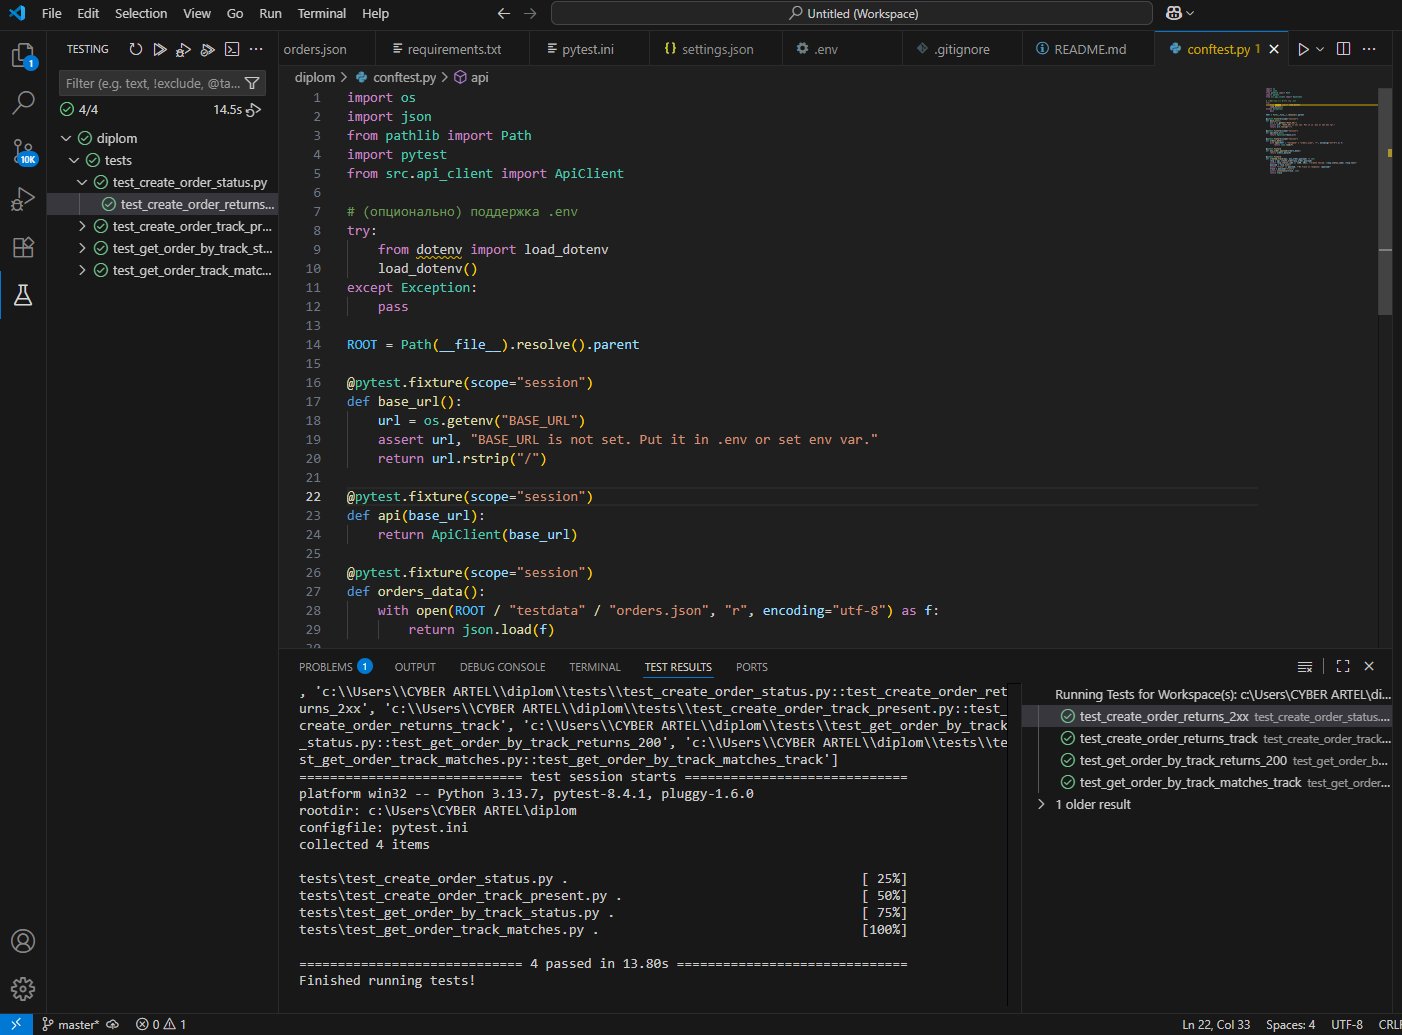 File Edit Selection View Go Run Terminal Help
Untitled (Workspace)
TESTING
orders.json requirements.txt pytest.ini settings.json .env .gitignore README.md conftest.py 1
Filter (e.g. text, !exclude, @ta...
4/4 14.5s
1
10K
diplom
tests
test_create_order_status.py
test_create_order_returns...
test_create_order_track_pr...
test_get_order_by_track_st...
test_get_order_track_matc...
diplom > conftest.py > api
1 import os
2 import json
3 from pathlib import Path
4 import pytest
5 from src.api_client import ApiClient
6
7 # (опционально) поддержка .env
8 try:
9 from dotenv import load_dotenv
10 load_dotenv()
11 except Exception:
12 pass
13
14 ROOT = Path(__file__).resolve().parent
15
16 @pytest.fixture(scope="session")
17 def base_url():
18 url = os.getenv("BASE_URL")
19 assert url, "BASE_URL is not set. Put it in .env or set env var."
20 return url.rstrip("/")
21
22 @pytest.fixture(scope="session")
23 def api(base_url):
24 return ApiClient(base_url)
25
26 @pytest.fixture(scope="session")
27 def orders_data():
28 with open(ROOT / "testdata" / "orders.json", "r", encoding="utf-8") as f:
29 return json.load(f)
PROBLEMS 1 OUTPUT DEBUG CONSOLE TERMINAL TEST RESULTS PORTS
, 'c:\\Users\\CYBER ARTEL\\diplom\\tests\\test_create_order_status.py::test_create_order_ret
urns_2xx', 'c:\\Users\\CYBER ARTEL\\diplom\\tests\\test_create_order_track_present.py::test_
create_order_returns_track', 'c:\\Users\\CYBER ARTEL\\diplom\\tests\\test_get_order_by_track
_status.py::test_get_order_by_track_returns_200', 'c:\\Users\\CYBER ARTEL\\diplom\\tests\\te
st_get_order_track_matches.py::test_get_order_by_track_matches_track']
============================= test session starts =============================
platform win32 -- Python 3.13.7, pytest-8.4.1, pluggy-1.6.0
rootdir: c:\Users\CYBER ARTEL\diplom
configfile: pytest.ini
collected 4 items
tests\test_create_order_status.py . [ 25%]
tests\test_create_order_track_present.py . [ 50%]
tests\test_get_order_by_track_status.py . [ 75%]
tests\test_get_order_track_matches.py . [100%]
============================= 4 passed in 13.80s ==============================
Finished running tests!
Running Tests for Workspace(s): c:\Users\CYBER ARTEL\di...
test_create_order_returns_2xx test_create_order_status....
test_create_order_returns_track test_create_order_track...
test_get_order_by_track_returns_200 test_get_order_b...
test_get_order_by_track_matches_track test_get_order...
1 older result
master* 0 1 Ln 22, Col 33 Spaces: 4 UTF-8 CRL